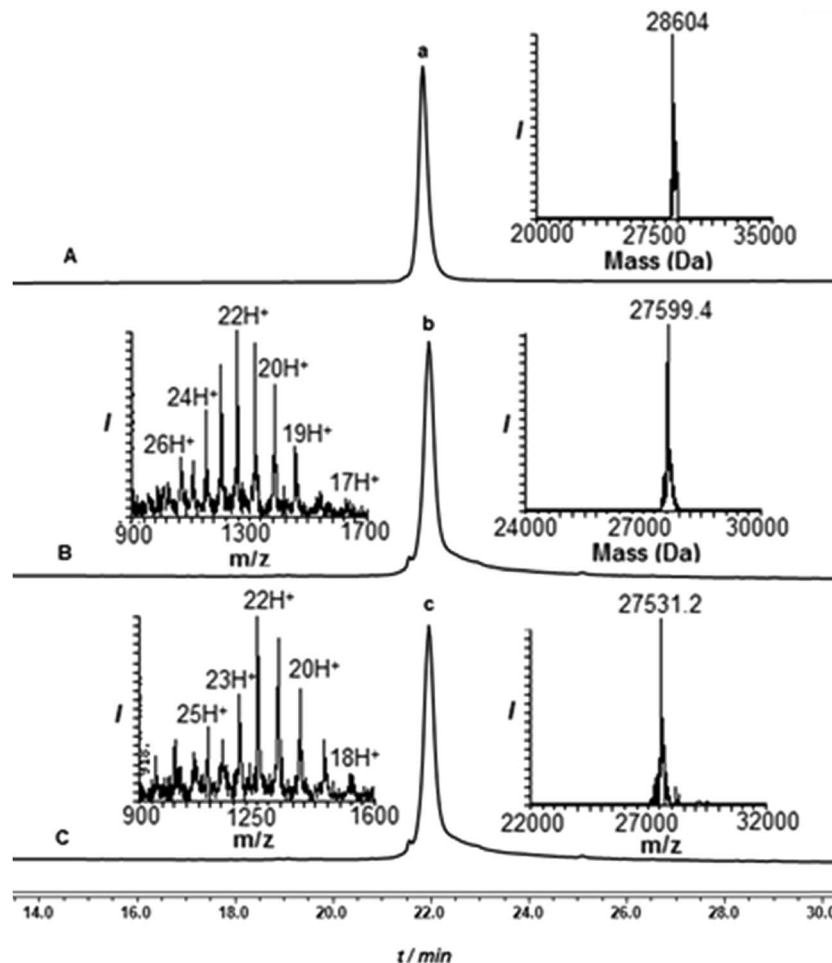 28604
a
I
20000 27500 35000
Mass (Da)
A
22H+
24H+
20H+
26H+
19H+
17H+
I
900 1300 1700
m/z
b
27599.4
I
24000 27000 30000
Mass (Da)
B
22H+
23H+
20H+
25H+
18H+
I
918.
900 1250 1600
m/z
c
27531.2
I
22000 27000 32000
m/z
C
14.0 16.0 18.0 20.0 22.0 24.0 26.0 28.0 30.0
t / min